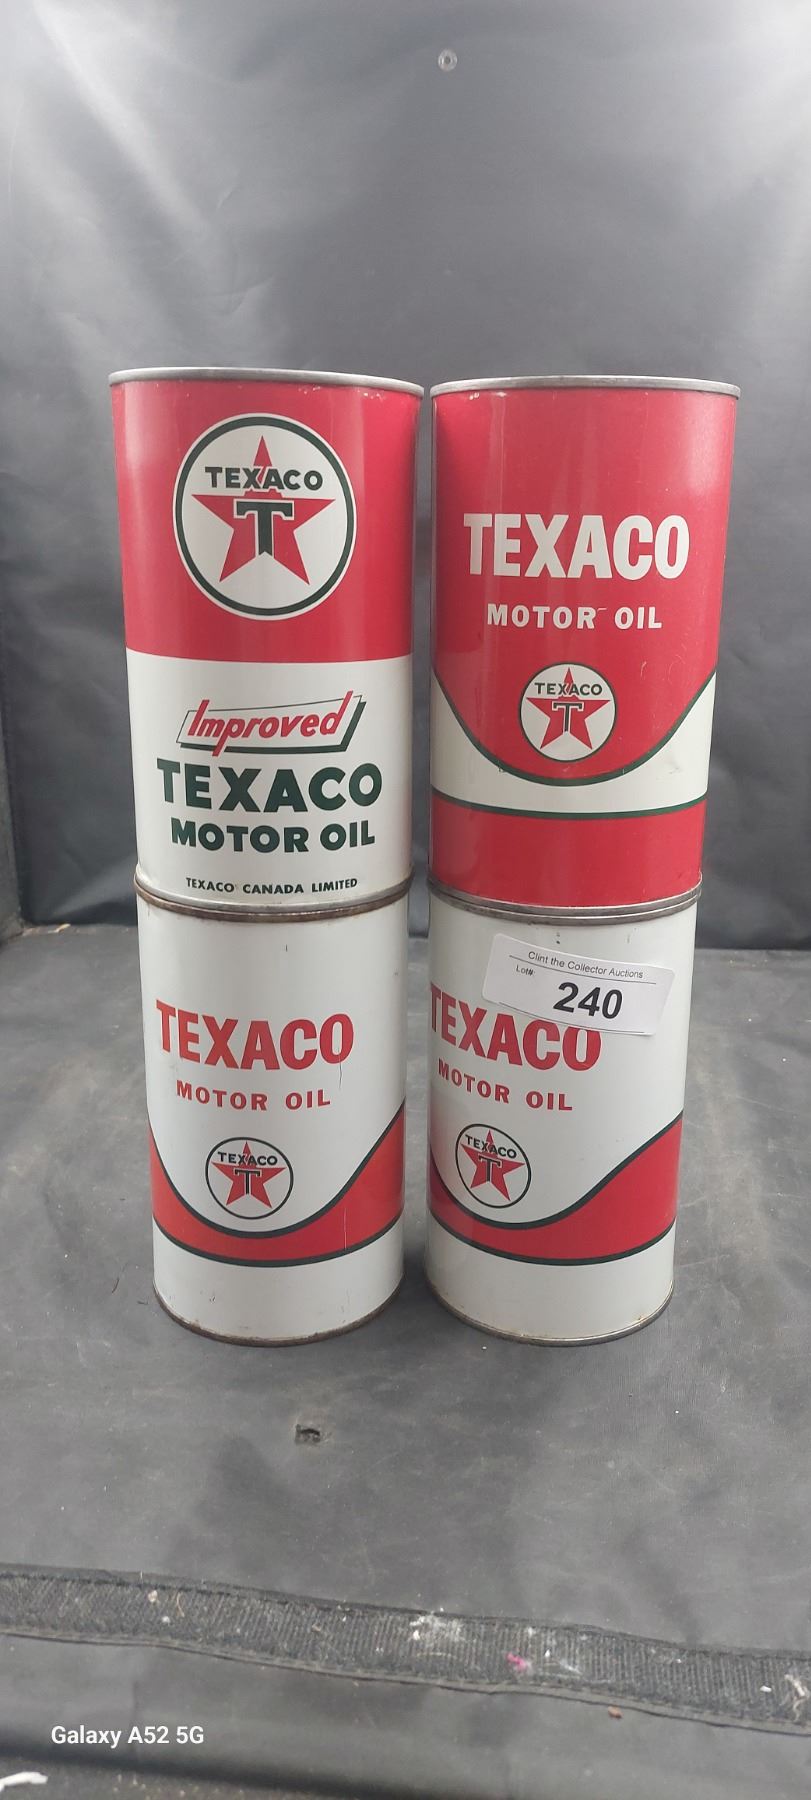 TEXACO
T
Improved
TEXACO
MOTOR OIL
TEXACO CANADA LIMITED
TEXACO
MOTOR OIL
TEXACO
T
TEXACO
MOTOR OIL
TEXACO
T
Clint the Collector Auctions
Lot#:
240
TEXACO
MOTOR OIL
TEXACO
T
Galaxy A52 5G